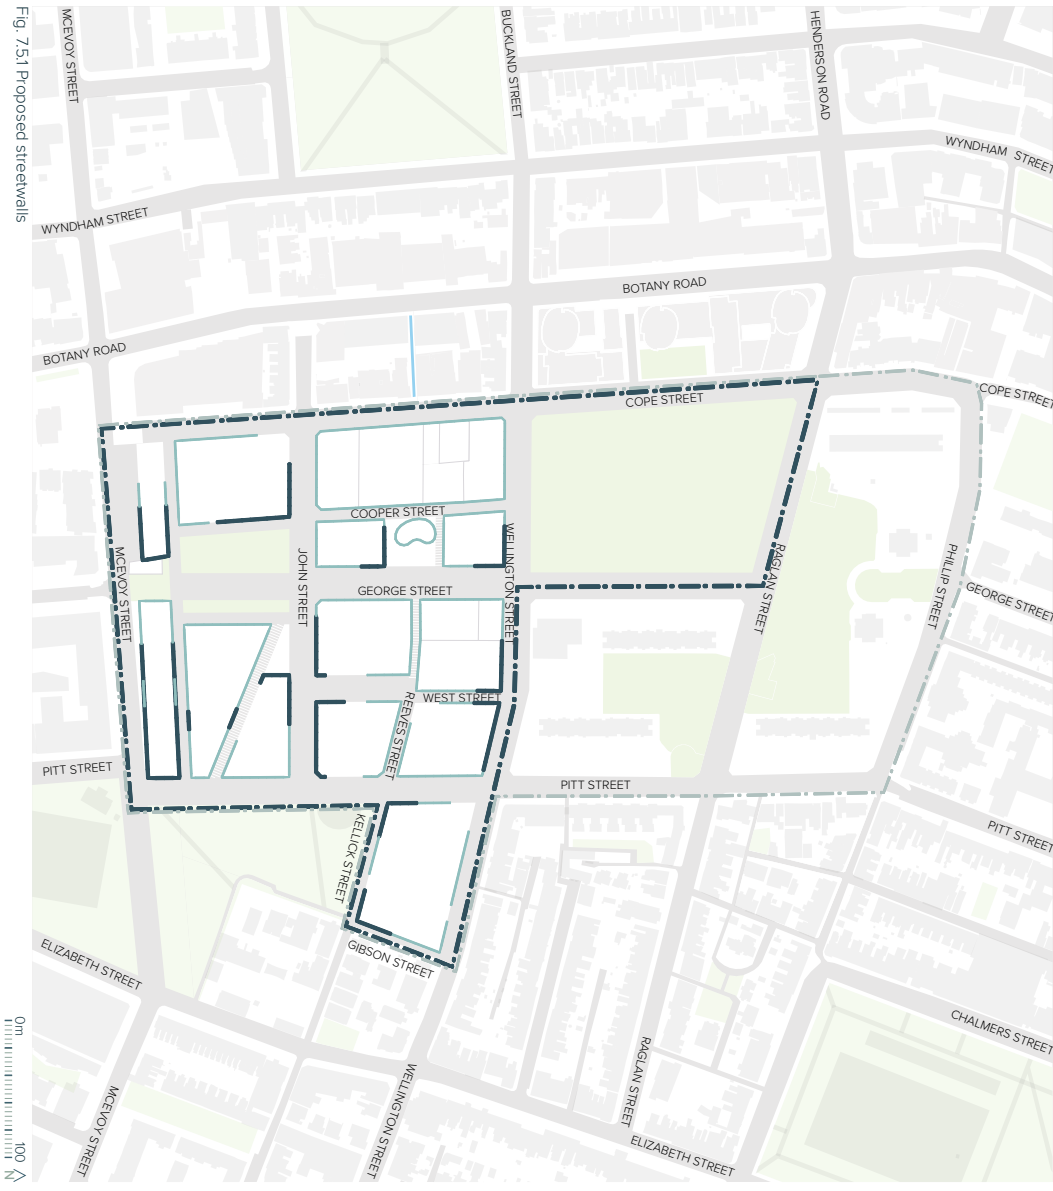 Fig. 7.5.1 Proposed streetwalls
MCEVOY STREET
BUCKLAND STREET
HENDERSON ROAD
WYNDHAM STREET
WYNDHAM STREET
BOTANY ROAD
BOTANY ROAD
COPE STREET
COPE STREET
COOPER STREET
WELLINGTON STREET
MCEVOY STREET
JOHN STREET
GEORGE STREET
RAGLAN STREET
PHILLIP STREET
GEORGE STREET
WEST STREET
REEVES STREET
PITT STREET
PITT STREET
PITT STREET
KELLICK STREET
GIBSON STREET
ELIZABETH STREET
CHALMERS STREET
MCEVOY STREET
WELLINGTON STREET
RAGLAN STREET
ELIZABETH STREET
0m
100
N